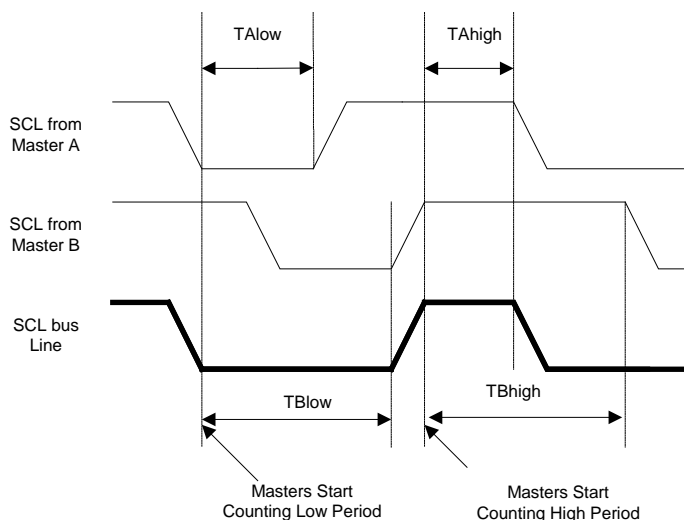 TAlow
TAhigh
SCL from
Master A
SCL from
Master B
SCL bus
Line
TBlow
TBhigh
Masters Start
Counting Low Period
Masters Start
Counting High Period